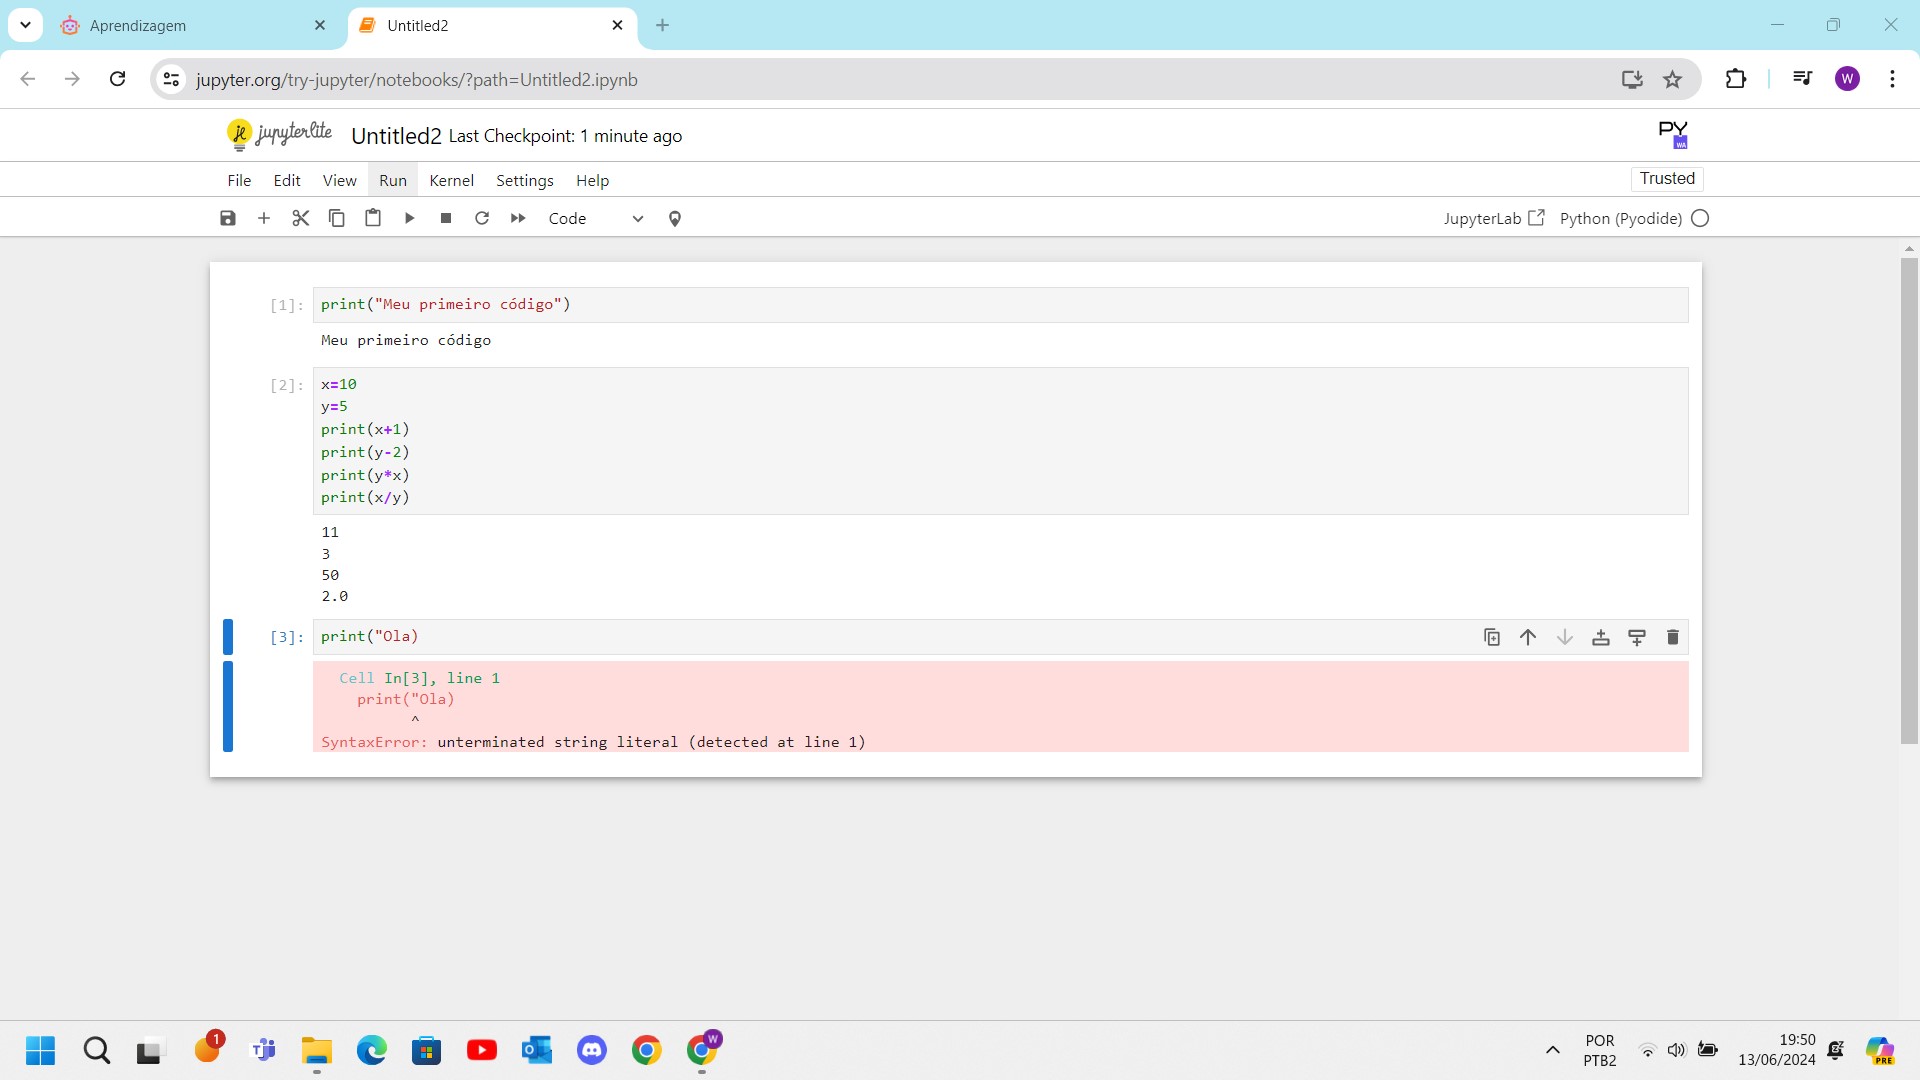 Aprendizagem
Untitled2
jupyter.org/try-jupyter/notebooks/?path=Untitled2.ipynb
W
jupyterlite Untitled2 Last Checkpoint: 1 minute ago
PY
WA
File Edit View Run Kernel Settings Help
Trusted
Code
JupyterLab
Python (Pyodide)
[1]: print("Meu primeiro código")
Meu primeiro código
[2]: x=10
y=5
print(x+1)
print(y-2)
print(y*x)
print(x/y)
11
3
50
2.0
[3]: print("Ola)
Cell In[3], line 1
print("Ola)
^
SyntaxError: unterminated string literal (detected at line 1)
1
W
POR
PTB2
19:50
13/06/2024
PRE